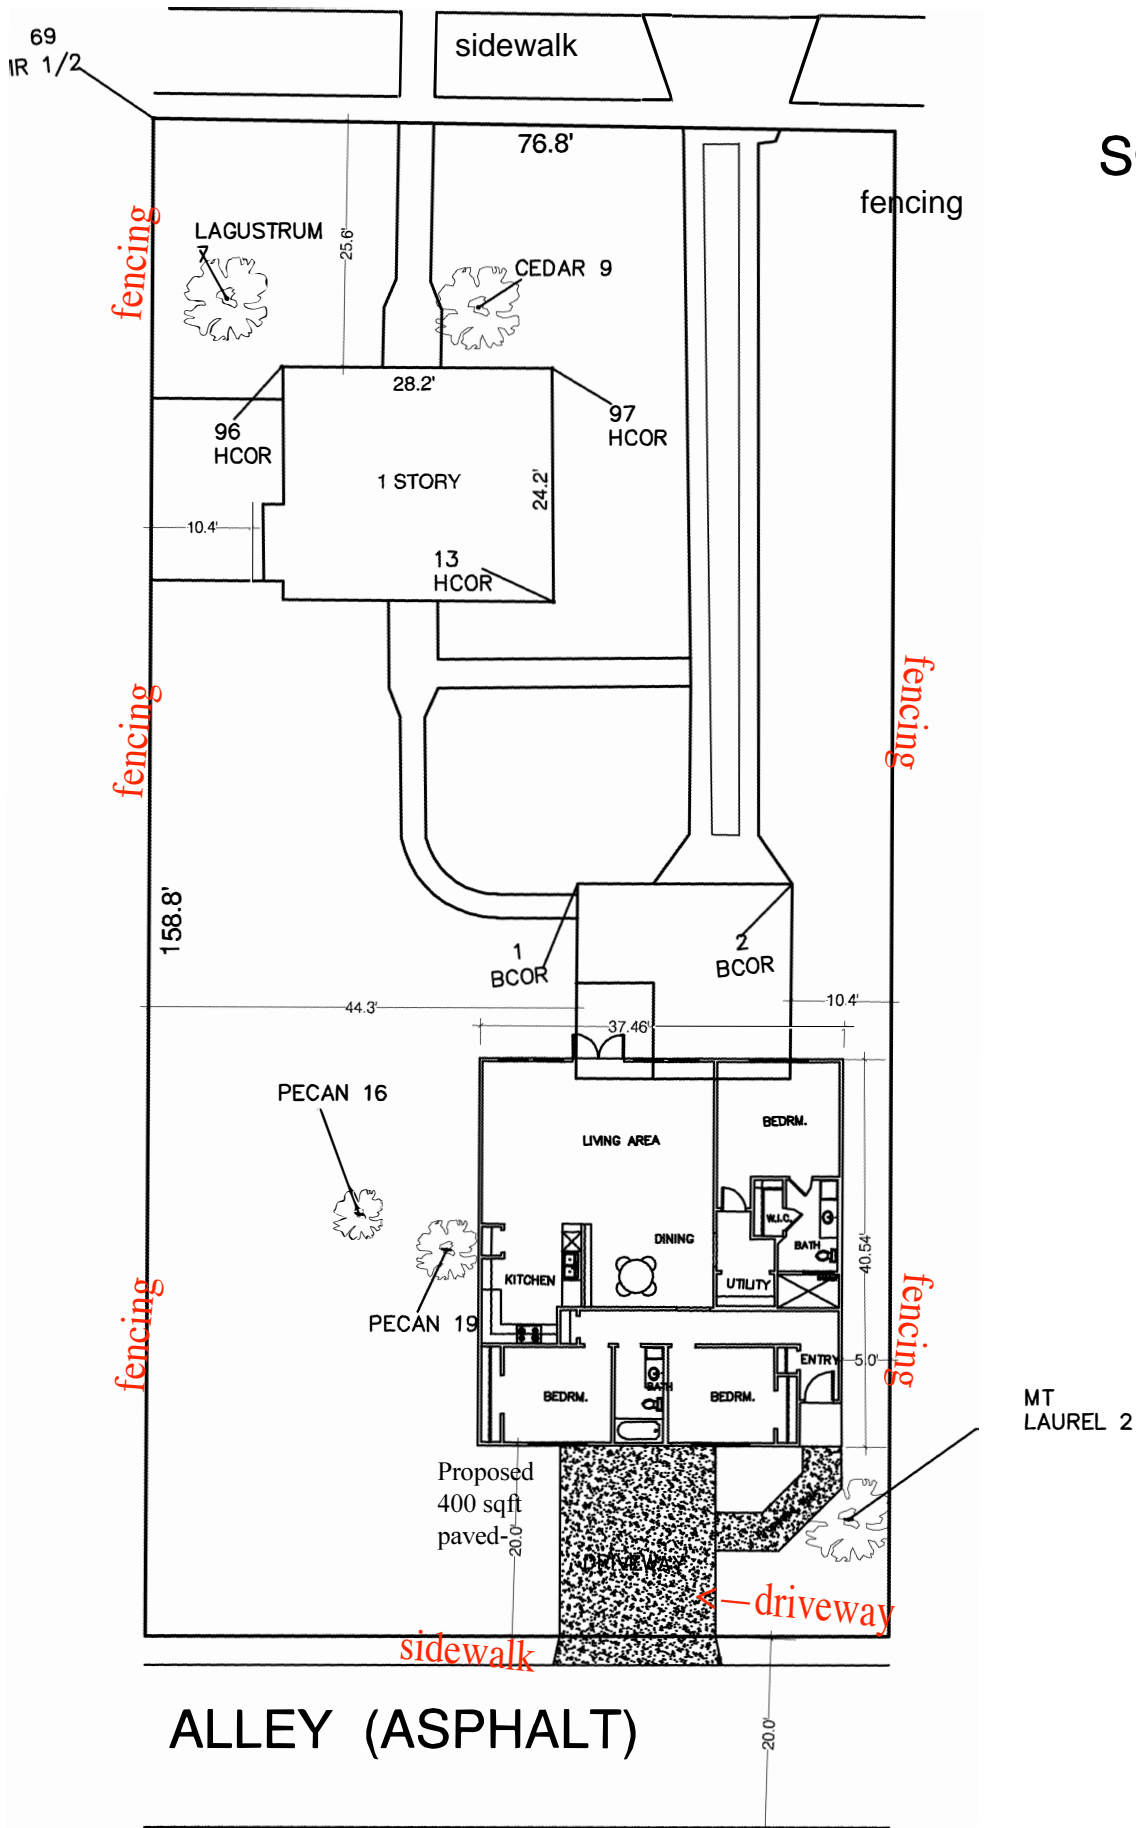 69
IR 1/2
sidewalk
76.8'
fencing
fencing
LAGUSTRUM
7
25.6'
CEDAR 9
28.2'
96
HCOR
97
HCOR
1 STORY
24.2'
10.4'
13
HCOR
fencing
fencing
158.8'
1
BCOR
2
BCOR
44.3'
10.4'
37.46'
PECAN 16
BEDRM.
LIVING AREA
W.I.C.
DINING
BATH
40.54'
KITCHEN
UTILITY
fencing
fencing
PECAN 19
ENTRY
5.0'
BEDRM.
BATH
BEDRM.
MT
LAUREL 2
Proposed
400 sqft
paved-
20.0'
DRIVEWAY
driveway
sidewalk
ALLEY (ASPHALT)
20.0'